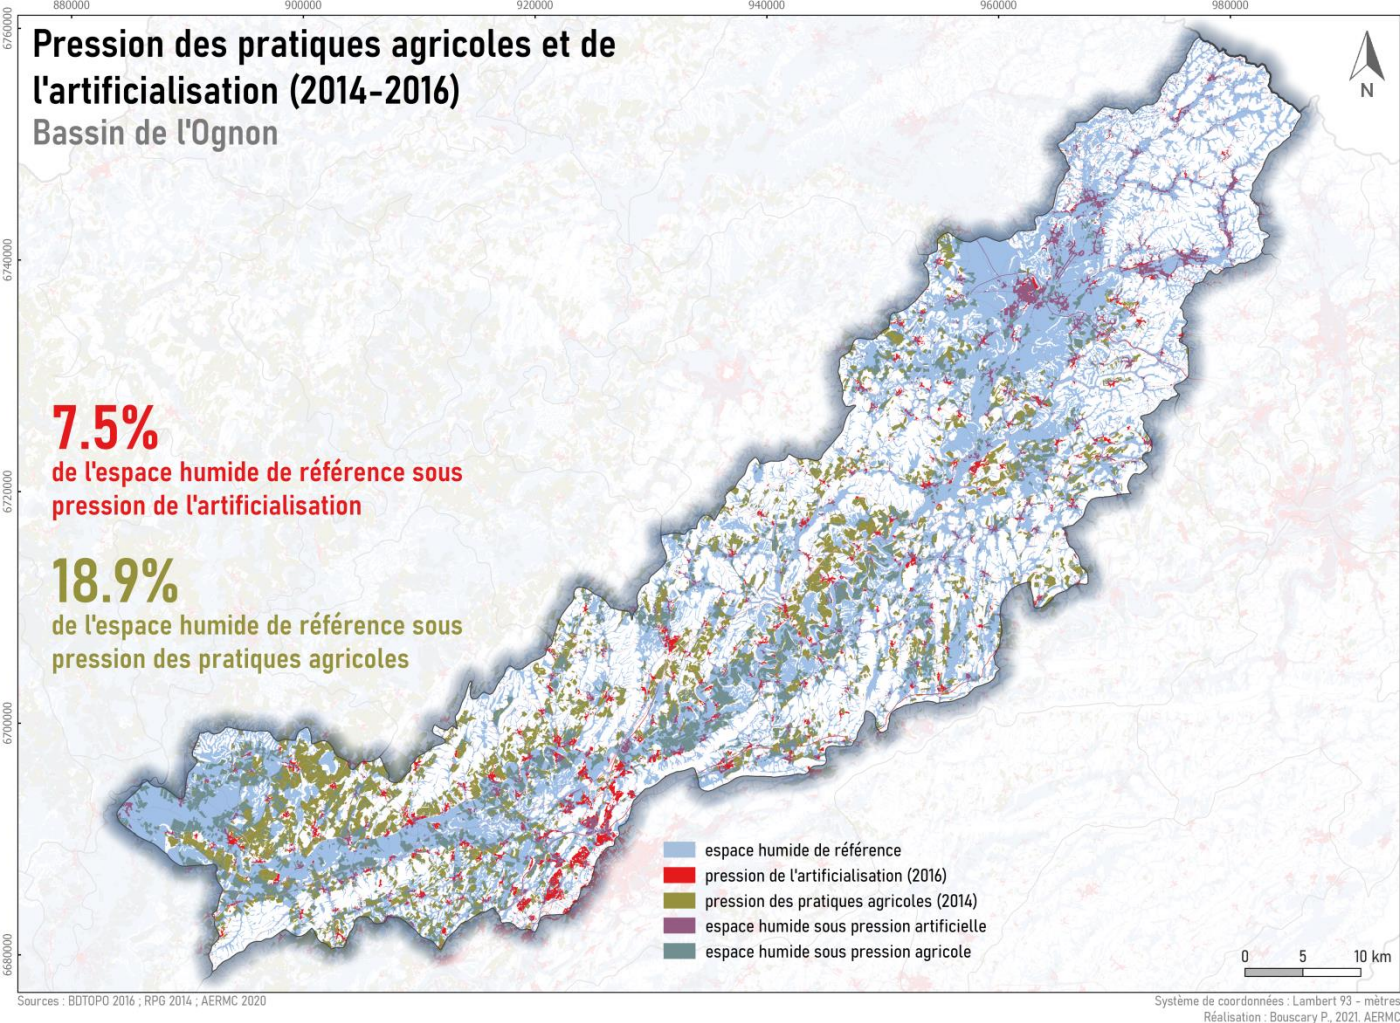 880000
900000
920000
940000
960000
980000
6760000
6740000
6720000
6700000
6680000
Pression des pratiques agricoles et de
l'artificialisation (2014-2016)
Bassin de l'Ognon
N
7.5%
de l'espace humide de référence sous
pression de l'artificialisation
18.9%
de l'espace humide de référence sous
pression des pratiques agricoles
espace humide de référence
pression de l'artificialisation (2016)
pression des pratiques agricoles (2014)
espace humide sous pression artificielle
espace humide sous pression agricole
0 5 10 km
Sources : BDTOPO 2016 ; RPG 2014 ; AERMC 2020
Système de coordonnées : Lambert 93 - mètres
Réalisation : Bouscary P., 2021. AERMC